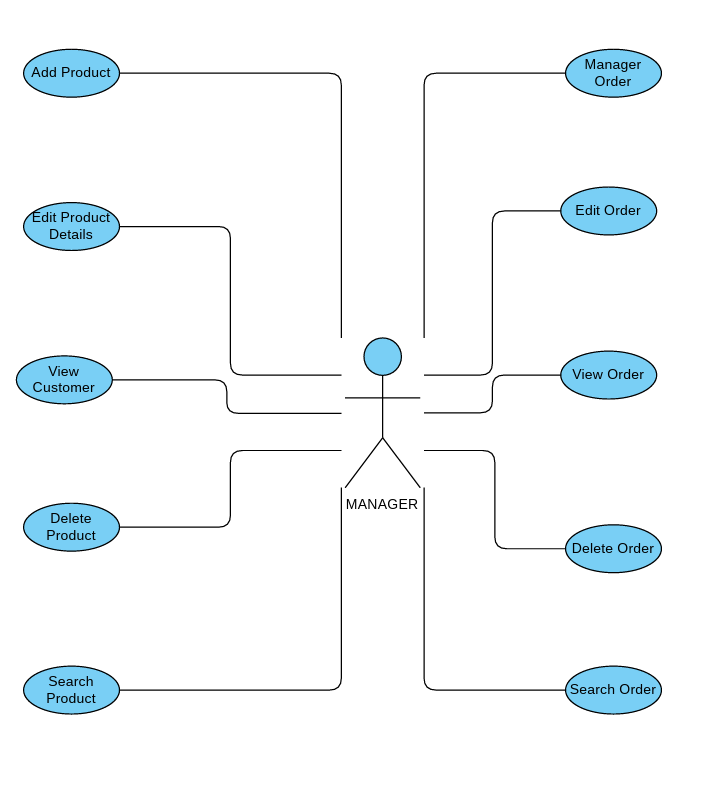 Add Product
Manager
Order
Edit Product
Details
Edit Order
View
Customer
View Order
MANAGER
Delete
Product
Delete Order
Search
Product
Search Order